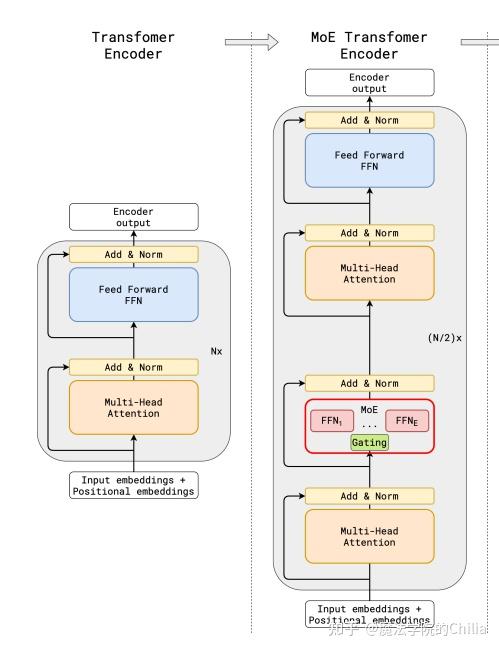 Transfomer
Encoder
Encoder
output
Add & Norm
Feed Forward
FFN
Nx
Add & Norm
Multi-Head
Attention
Input embeddings +
Positional embeddings
MoE Transfomer
Encoder
Encoder
output
Add & Norm
Feed Forward
FFN
Add & Norm
Multi-Head
Attention
(N/2)x
Add & Norm
MoE
FFN₁ ... FFN_E
Gating
Add & Norm
Multi-Head
Attention
Input embeddings +
Positional embeddings
知乎 @魔法学院的Chilia